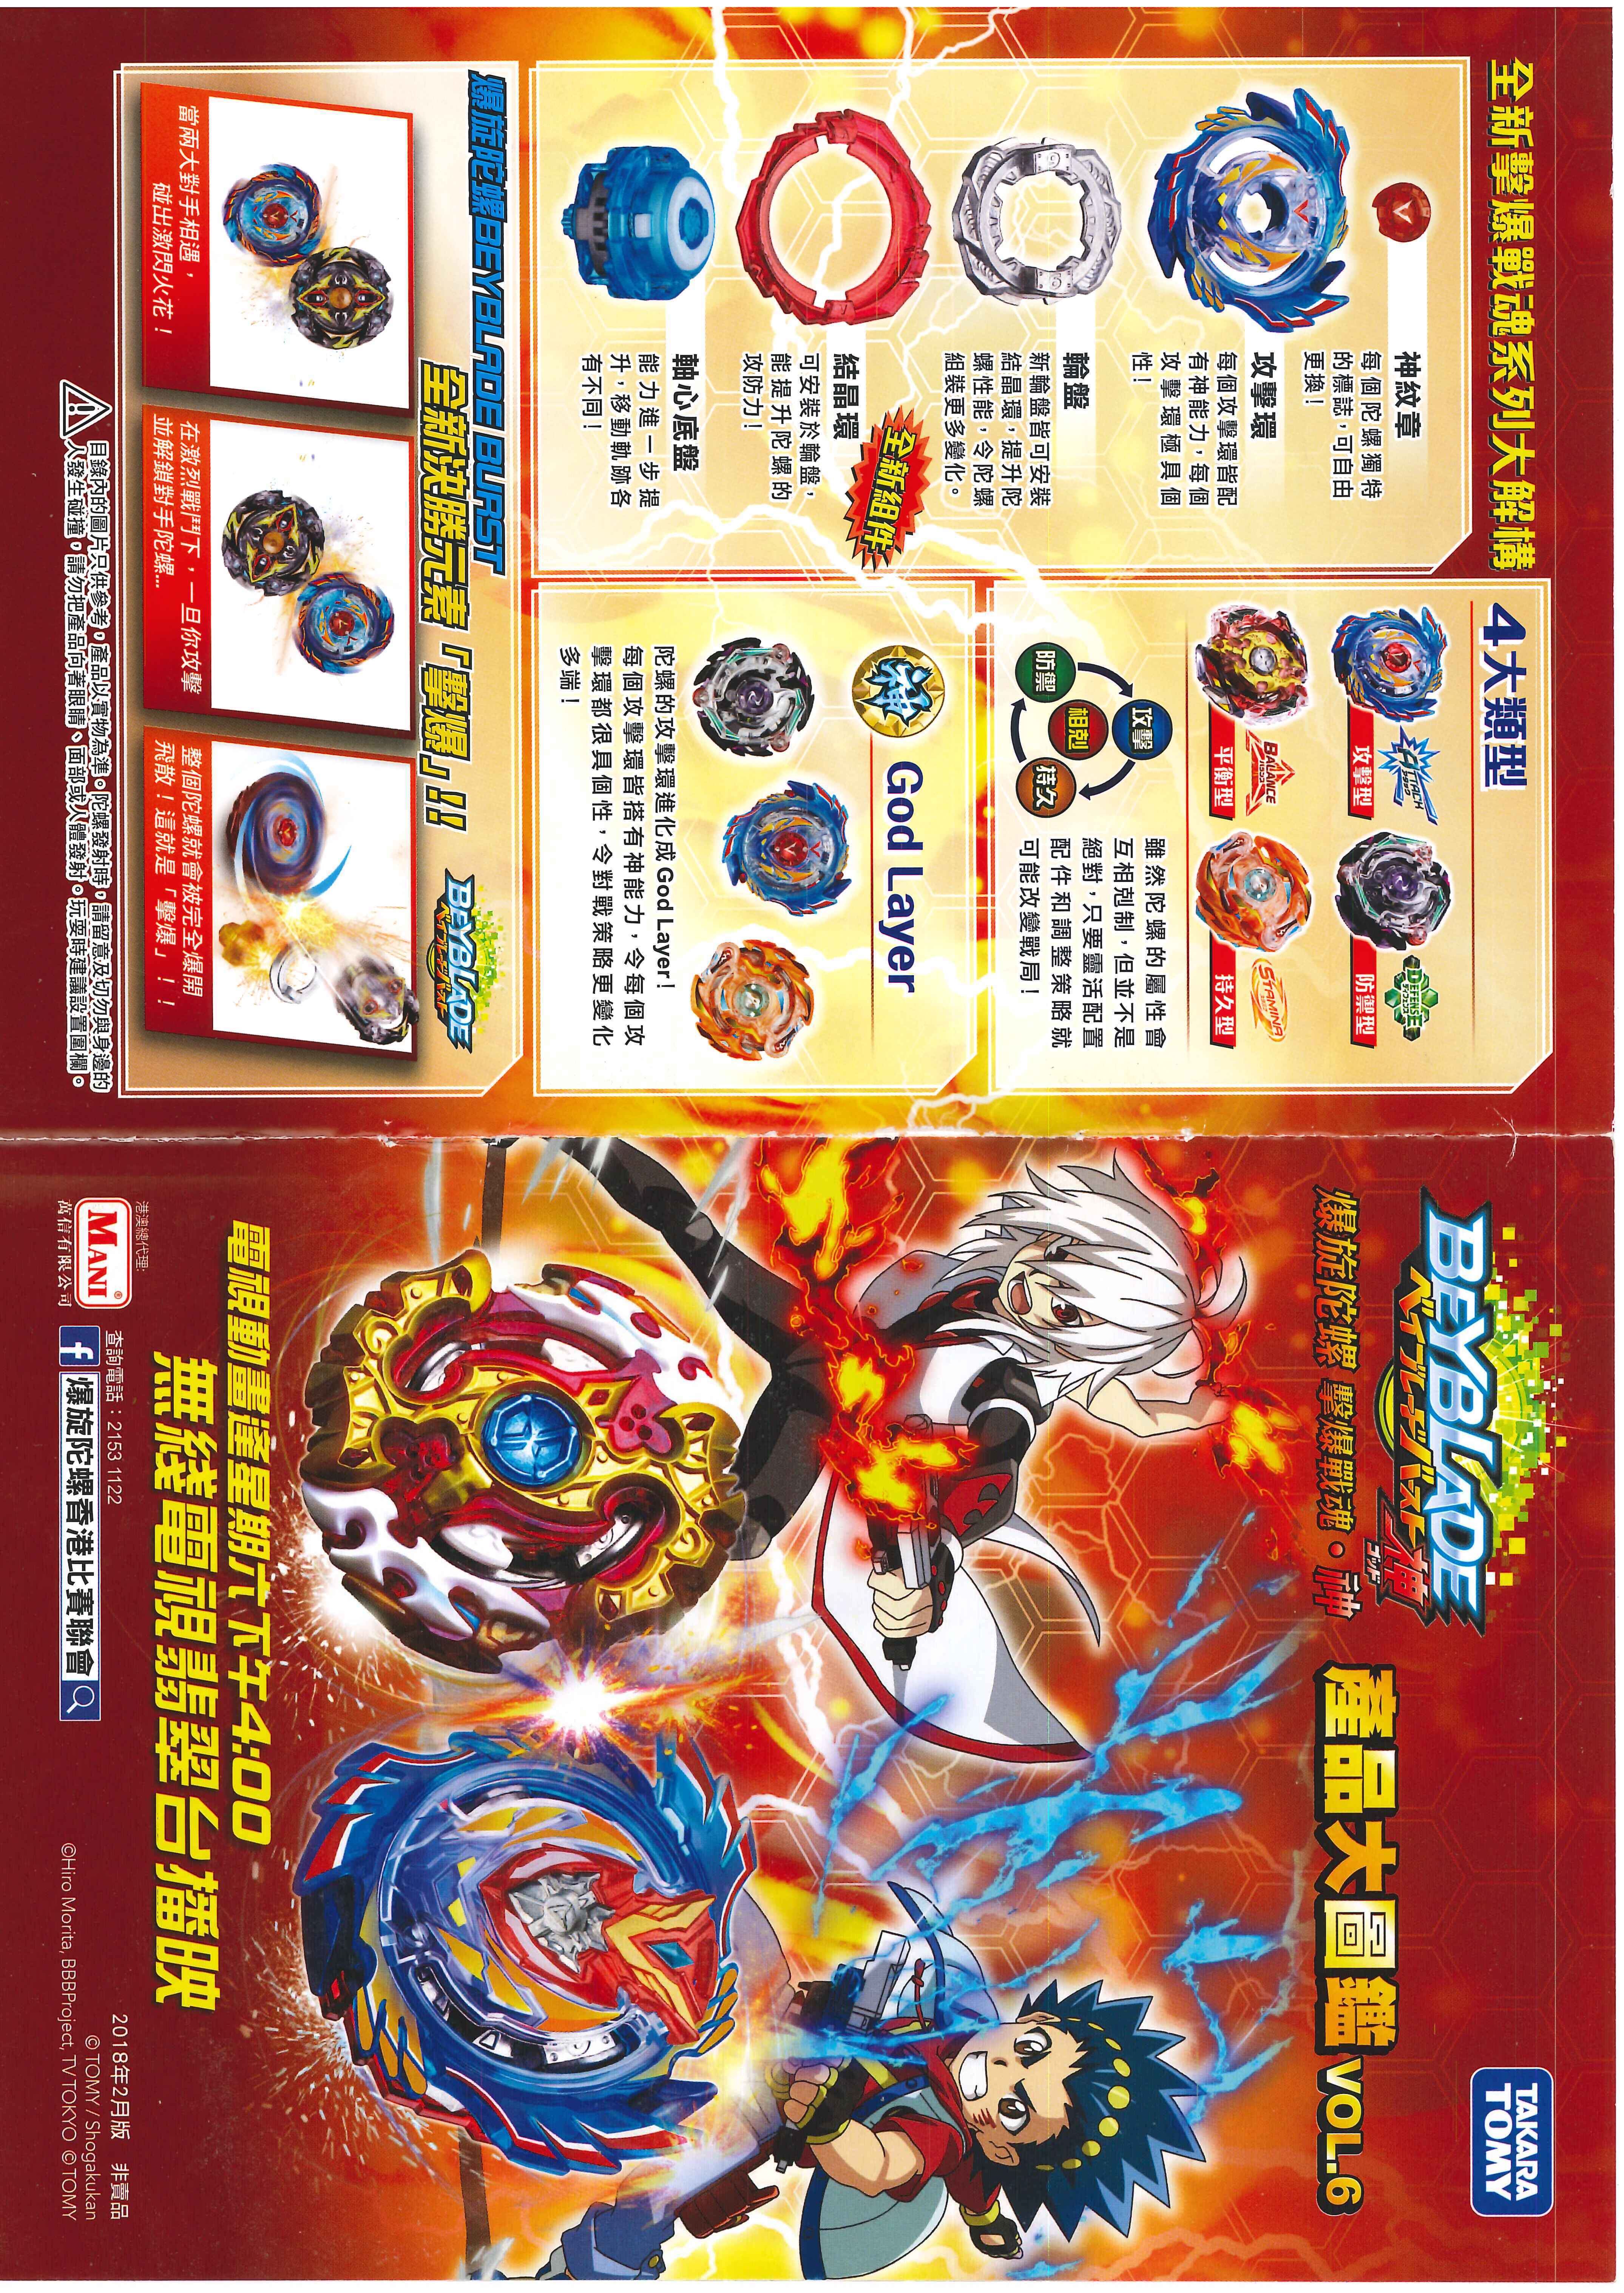 全新擊爆戰魂系列大解構
神紋章
每個陀螺獨特
的標誌，可自由
更換！
攻擊環
每個攻擊環皆配
有神能力，每個
攻擊環極具個
性！
輪盤
新輪盤皆可安裝
結晶環，提升陀
螺性能，令陀螺
組裝更多變化。
全新組件
結晶環
可安裝於輪盤，
能提升陀螺的
攻防力！
軸心底盤
能力進一步提
升，移動軌跡各
有不同！
4大類型
ATTACK
アタック
攻擊型
DEFENSE
ディフェンス
防禦型
BALANCE
バランス
平衡型
STAMINA
持久型
攻擊
相剋
防禦
持久
雖然陀螺的屬性會
互相剋制，但並不是
絕對，只要靈活配置
配件和調整策略就
可能改變戰局！
神
God Layer
陀螺的攻擊環進化成God Layer！
每個攻擊環皆搭有神能力，令每個攻
擊環都很具個性，令對戰策略更變化
多端！
爆旋陀螺BEYBLADE BURST
全新決勝元素「擊爆」!!
BEYBLADE
ベイブレードバースト
當兩大對手相遇，
碰出激閃火花！
在激烈戰鬥下，一旦你攻擊
並解鎖對手陀螺...
整個陀螺就會被完全爆開
飛散！這就是「擊爆」！！
目錄內的圖片只供參考，產品以實物為準。陀螺發射時，請留意及切勿與身邊的
人發生碰撞，請勿把產品向著眼睛、面部或人體發射。玩耍時建議設置圍欄。
TAKARA
TOMY
BEYBLADE
ベイブレードバースト神
ゴッド
爆旋陀螺 擊爆戰魂・神
產品大圖鑑 VOL.6
電視動畫逢星期六下午4:00
無綫電視翡翠台播映
港澳總代理:
MANI®
萬信有限公司
查詢電話：2153 1122
f 爆旋陀螺香港比賽聯會
2018年2月版 非賣品
© TOMY / Shogakukan
©Hiro Morita, BBBProject, TV TOKYO © TOMY